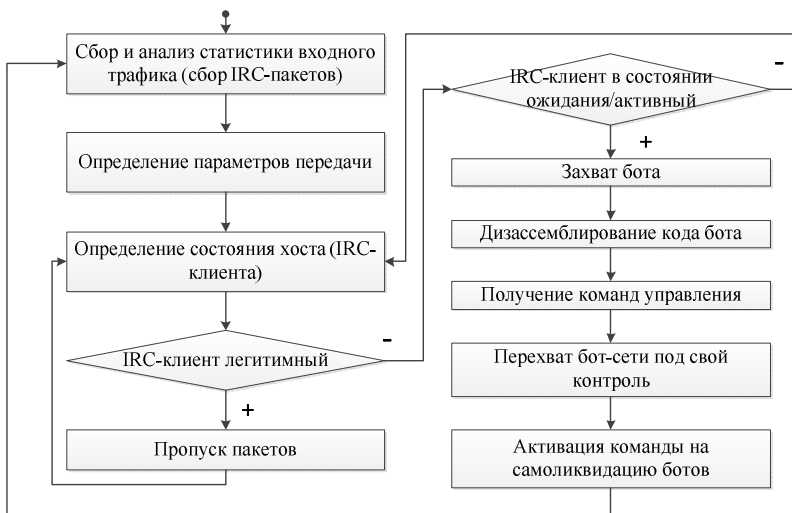 Сбор и анализ статистики входного
трафика (сбор IRC-пакетов)
Определение параметров передачи
Определение состояния хоста (IRC-
клиента)
IRC-клиент легитимный
-
+
Пропуск пакетов
IRC-клиент в состоянии
ожидания/активный
-
+
Захват бота
Дизассемблирование кода бота
Получение команд управления
Перехват бот-сети под свой
контроль
Активация команды на
самоликвидацию ботов